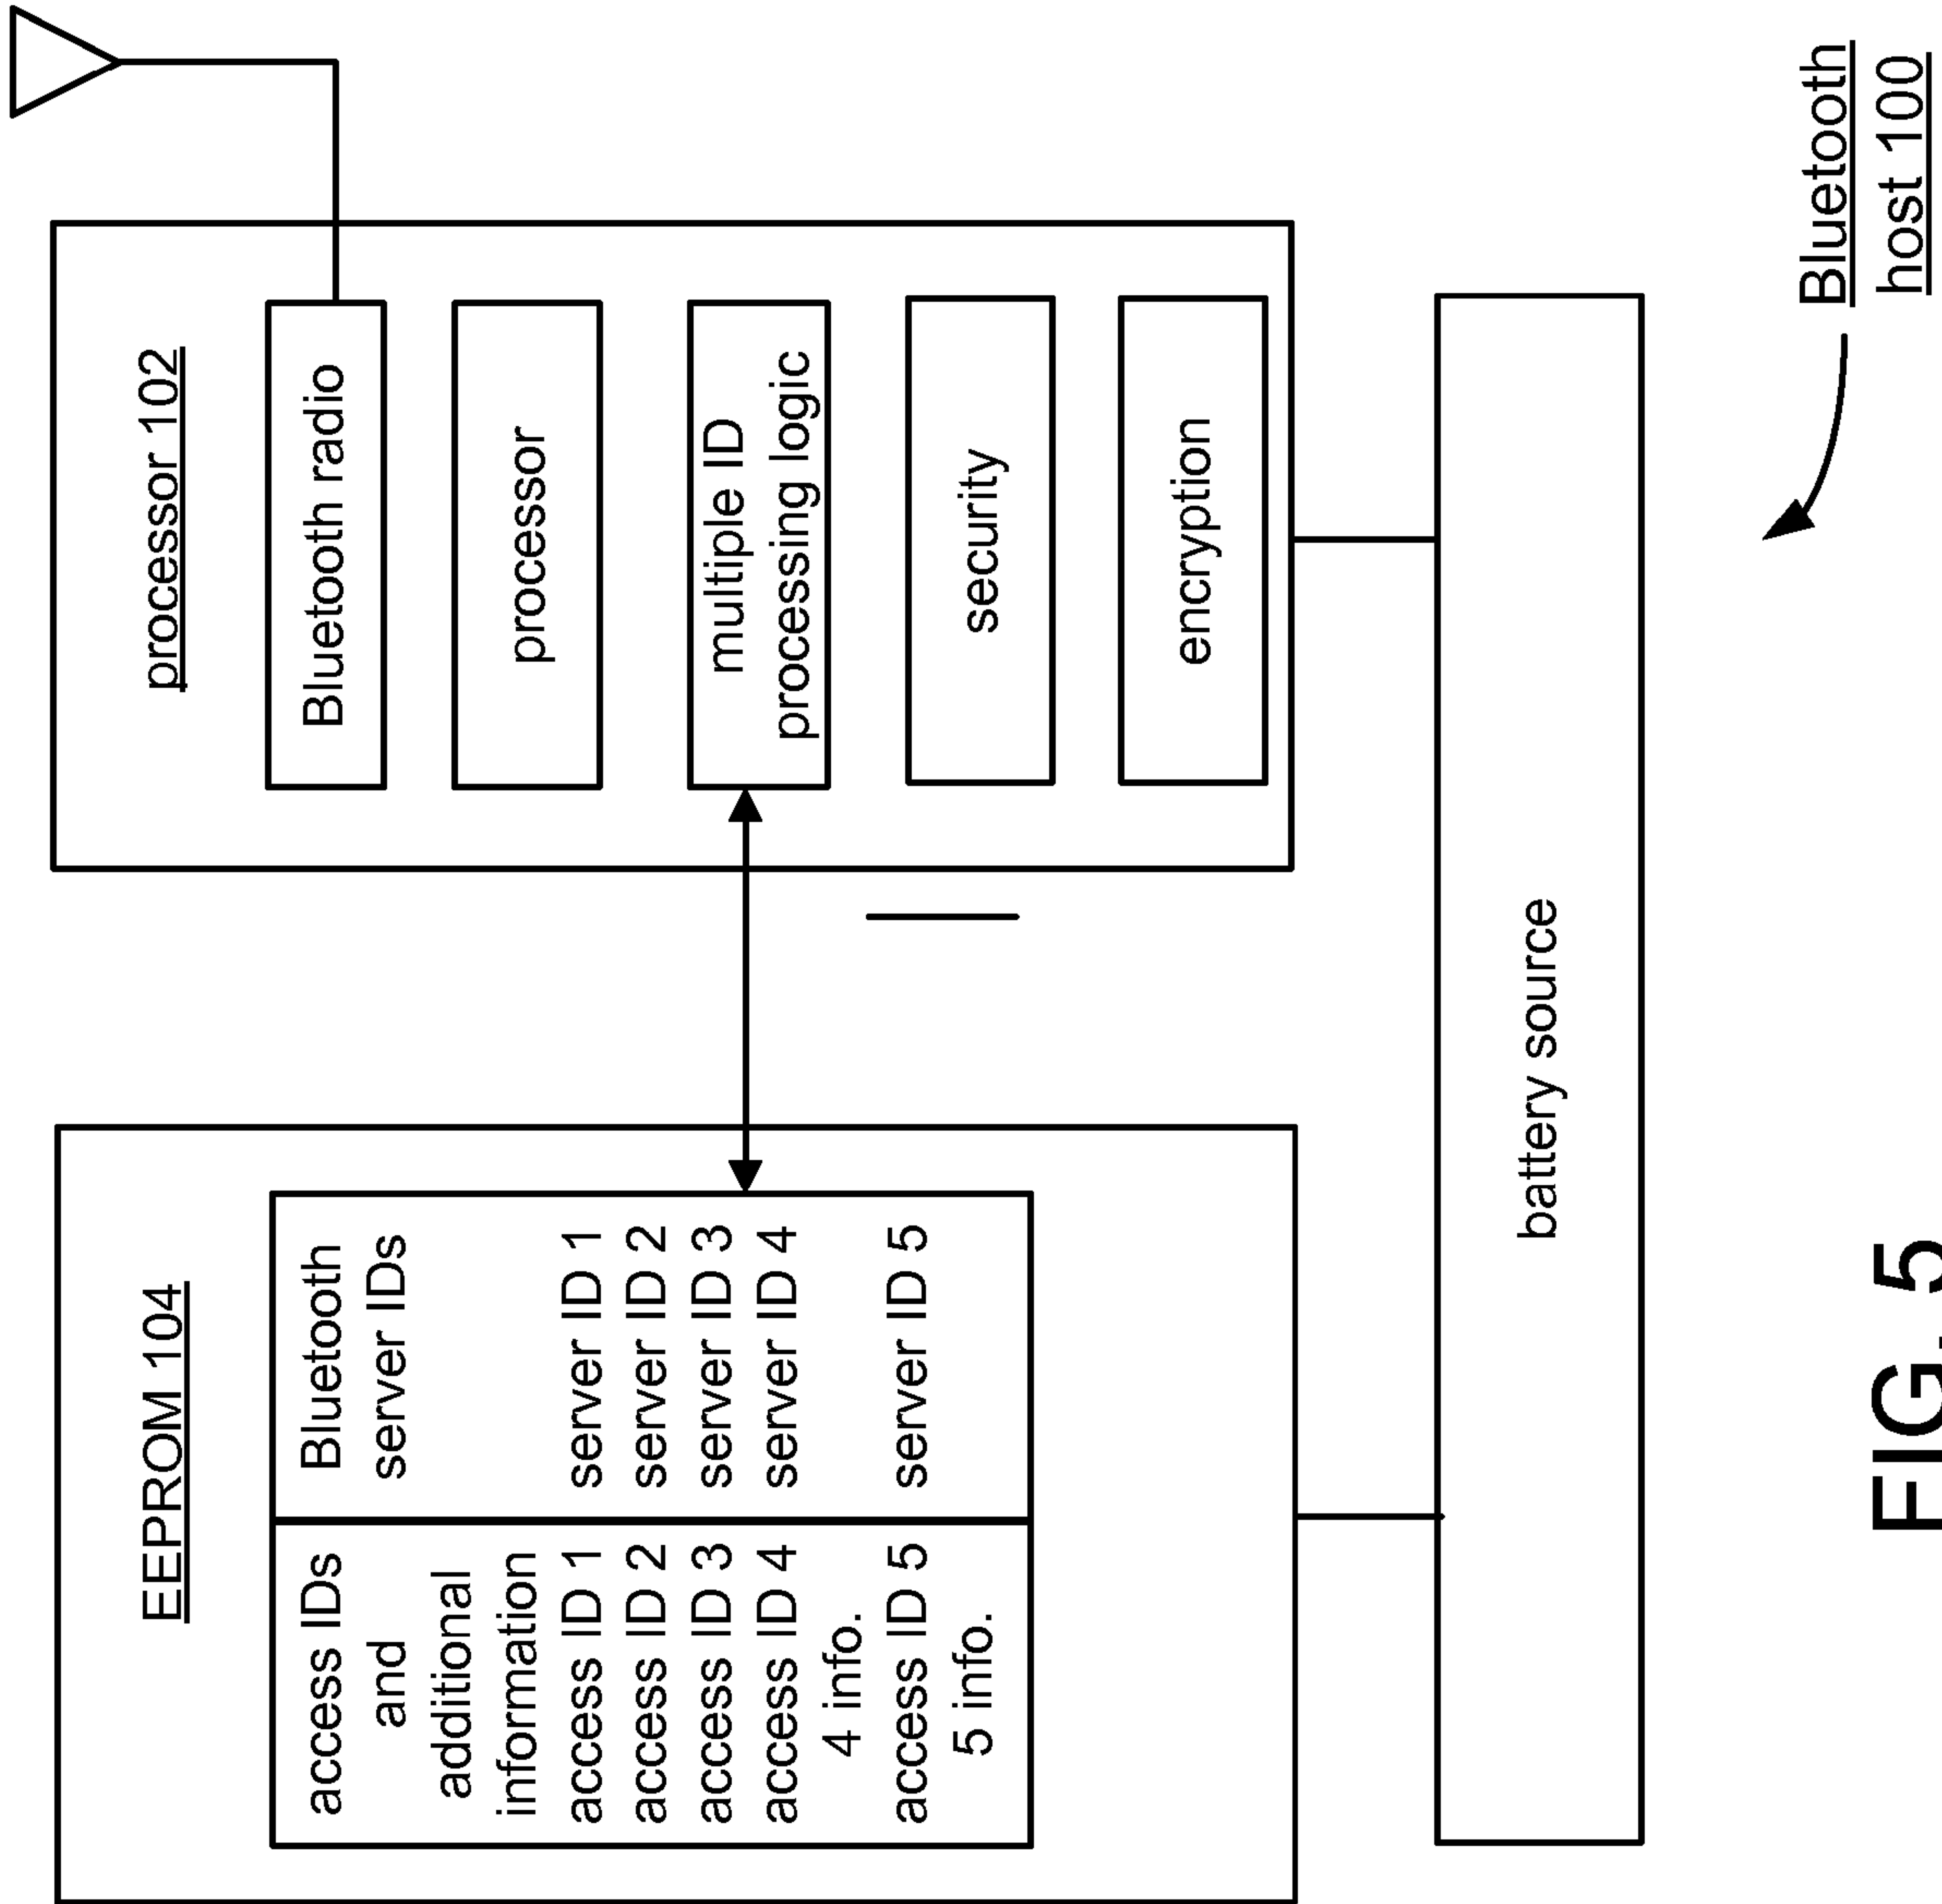 EEPROM 104
access IDs
and
additional
information
access ID 1
access ID 2
access ID 3
access ID 4
4 info.
access ID 5
5 info.
Bluetooth
server IDs
server ID 1
server ID 2
server ID 3
server ID 4
server ID 5
processor 102
Bluetooth radio
processor
multiple ID
processing logic
security
encryption
battery source
Bluetooth
host 100
FIG. 5